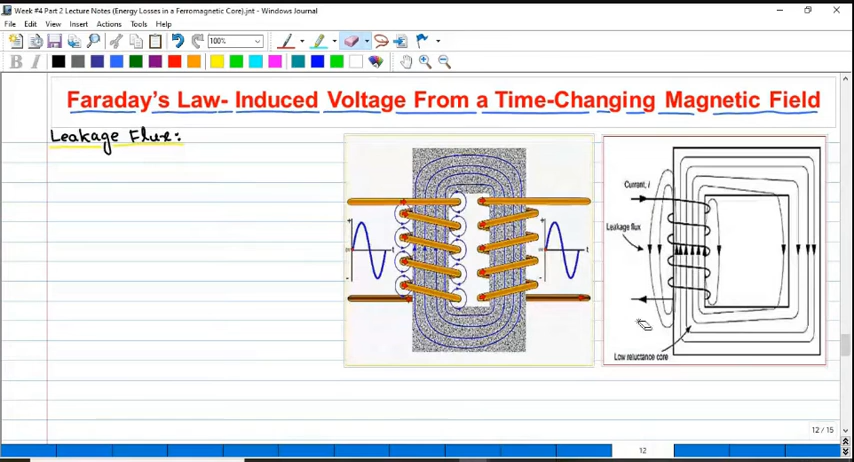 Week #4 Part 2 Lecture Notes (Energy Losses in a Ferromagnetic Core).jnt - Windows Journal
File Edit View Insert Actions Tools Help
100%
B I
Faraday's Law- Induced Voltage From a Time-Changing Magnetic Field
Leakage Flux:
Current, i
Leakage flux
+ t -
+ t -
Low reluctance core
12 / 15
12